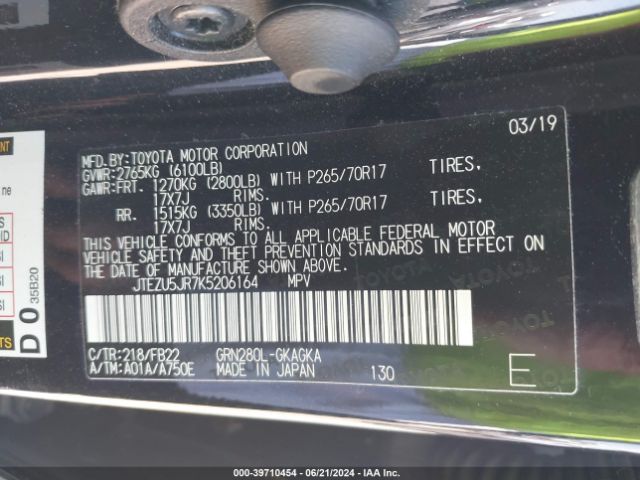 03/19
MFD.BY:TOYOTA MOTOR CORPORATION
GVWR:2765KG (6100LB)
GAWR:FRT. 1270KG (2800LB) WITH P265/70R17 TIRES,
17X7J RIMS.
RR. 1515KG (3350LB) WITH P265/70R17 TIRES,
17X7J RIMS.
THIS VEHICLE CONFORMS TO ALL APPLICABLE FEDERAL MOTOR
VEHICLE SAFETY AND THEFT PREVENTION STANDARDS IN EFFECT ON
THE DATE OF MANUFACTURE SHOWN ABOVE.
JTEZU5JR7K5206164 MPV
C/TR:218/FB22 GRN280L-GKAGKA
A/TM:A01A/A750E MADE IN JAPAN 130 E
D 0 35B20
000-39710454 - 06/21/2024 - IAAI.COM